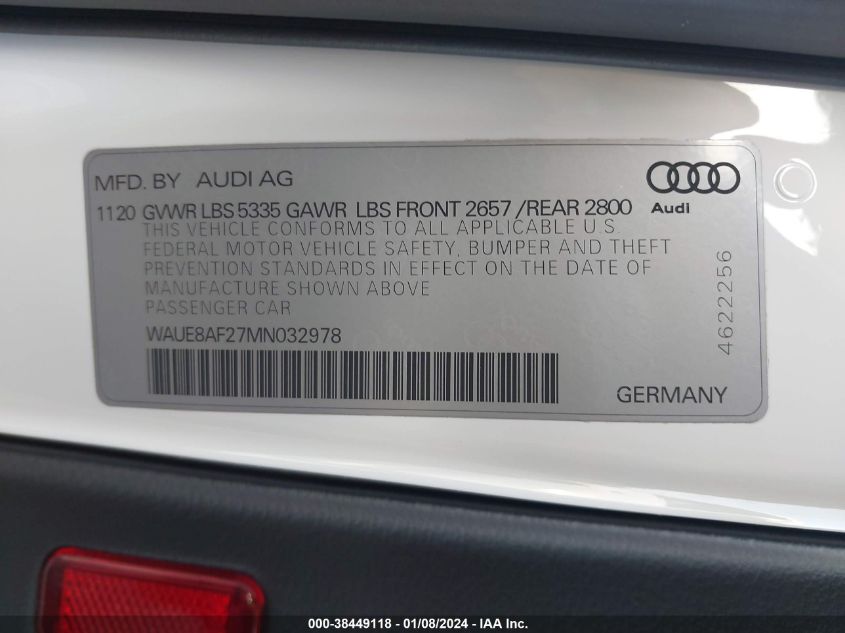 MFD. BY AUDI AG
Audi
1120 GVWR LBS 5335 GAWR LBS FRONT 2657 /REAR 2800
THIS VEHICLE CONFORMS TO ALL APPLICABLE U S
FEDERAL MOTOR VEHICLE SAFETY, BUMPER AND THEFT
PREVENTION STANDARDS IN EFFECT ON THE DATE OF
MANUFACTURE SHOWN ABOVE
PASSENGER CAR
WAUE8AF27MN032978
4622256
GERMANY
000-38449118 - 01/08/2024 - IAA Inc.